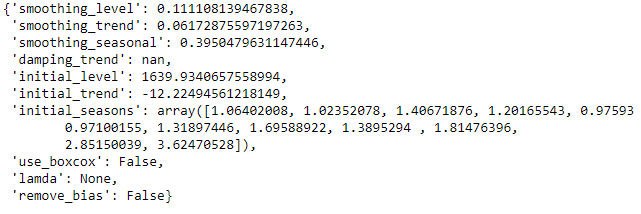 {'smoothing_level': 0.111108139467838,
'smoothing_trend': 0.06172875597197263,
'smoothing_seasonal': 0.3950479631147446,
'damping_trend': nan,
'initial_level': 1639.9340657558994,
'initial_trend': -12.22494561218149,
'initial_seasons': array([1.06402008, 1.02352078, 1.40671876, 1.20165543, 0.97593
0.97100155, 1.31897446, 1.69588922, 1.3895294 , 1.81476396,
2.85150039, 3.62470528]),
'use_boxcox': False,
'lamda': None,
'remove_bias': False}